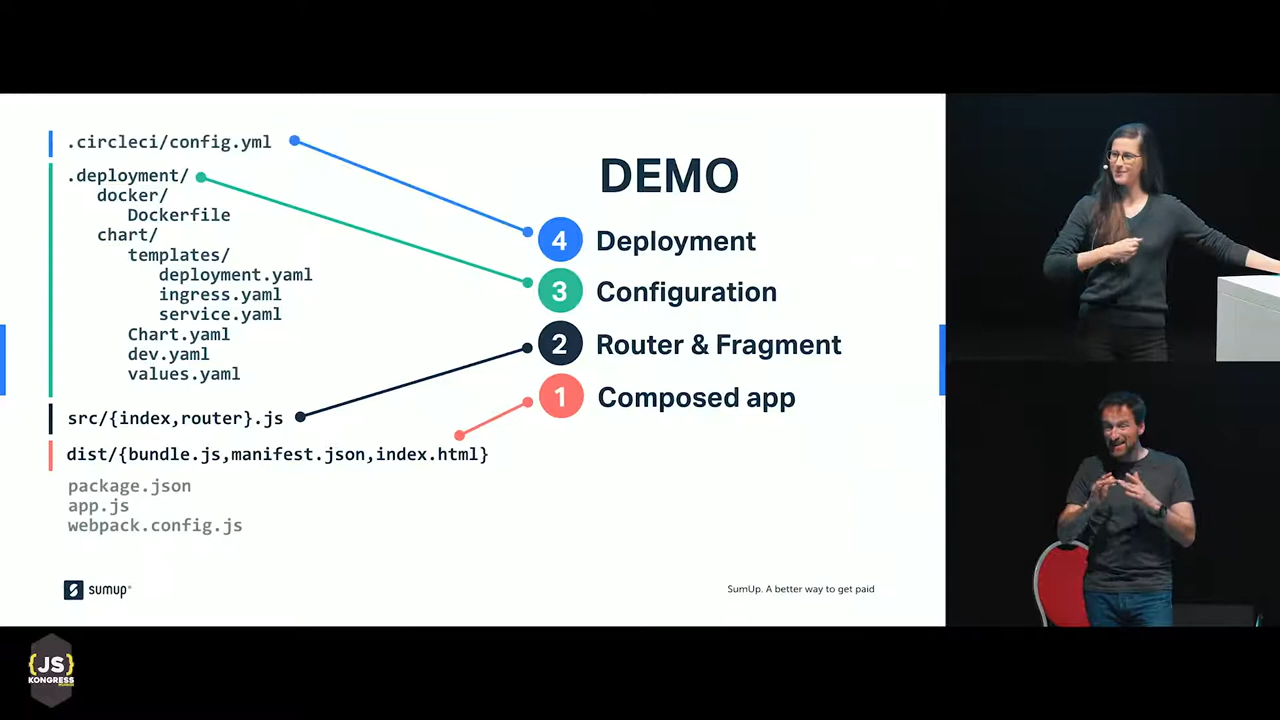 .circleci/config.yml
.deployment/
docker/
Dockerfile
chart/
templates/
deployment.yaml
ingress.yaml
service.yaml
Chart.yaml
dev.yaml
values.yaml
src/{index,router}.js
dist/{bundle.js,manifest.json,index.html}
package.json
app.js
webpack.config.js
DEMO
4 Deployment
3 Configuration
2 Router & Fragment
1 Composed app
sumup®
SumUp. A better way to get paid
{JS}
KONGRESS